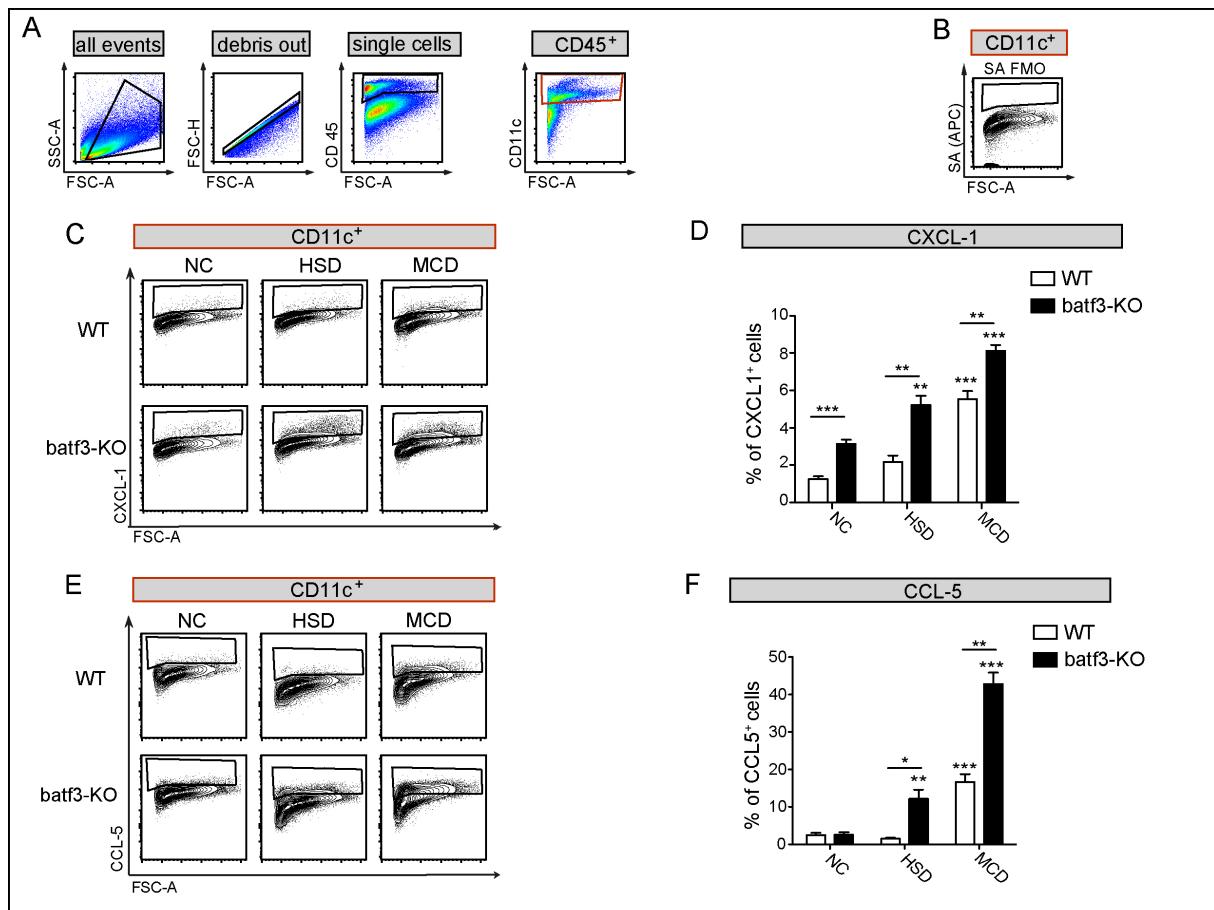 A
all events
debris out
single cells
CD45+
SSC-A
FSC-A
FSC-H
FSC-A
CD 45
FSC-A
CD11c
FSC-A
B
CD11c+
SA FMO
SA (APC)
FSC-A
C
CD11c+
NC HSD MCD
WT
batf3-KO
CXCL-1
FSC-A
D
CXCL-1
WT
batf3-KO
% of CXCL1+ cells
10
8
6
4
2
0
***
**
**
***
**
***
NC HSD MCD
E
CD11c+
NC HSD MCD
WT
batf3-KO
CCL-5
FSC-A
F
CCL-5
WT
batf3-KO
% of CCL5+ cells
50
40
30
20
10
0
*
**
***
**
***
NC HSD MCD